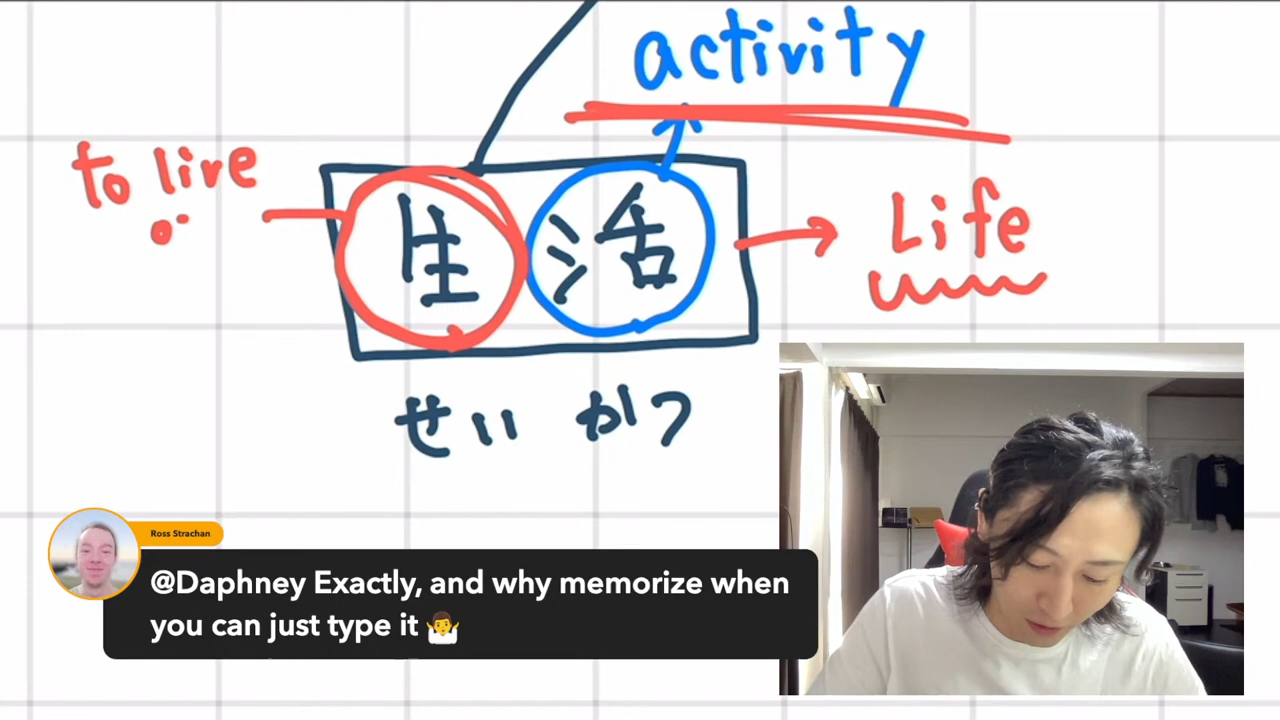 activity
to live
生活
Life
せいかつ
Ross Strachan
@Daphney Exactly, and why memorize when
you can just type it 🤷‍♂️